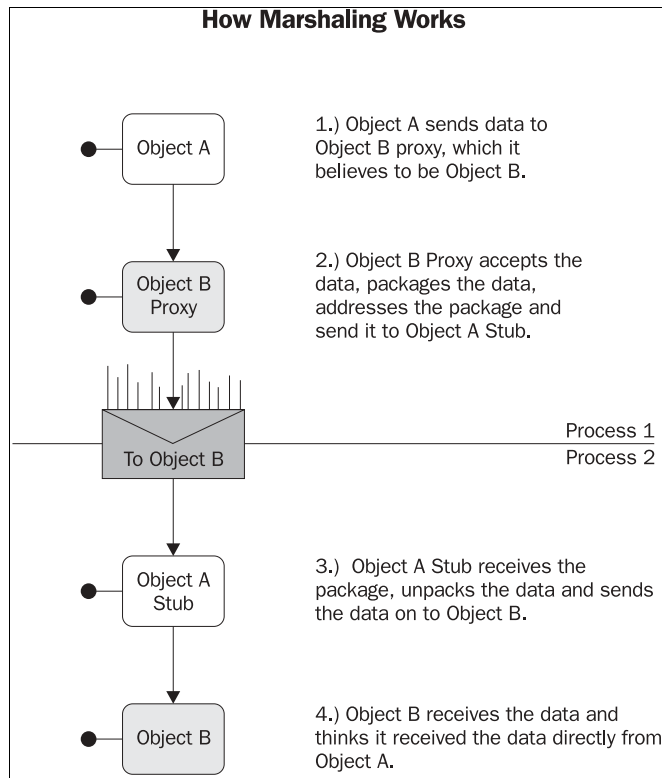 How Marshaling Works
Object A
1.) Object A sends data to
Object B proxy, which it
believes to be Object B.
Object B
Proxy
2.) Object B Proxy accepts the
data, packages the data,
addresses the package and
send it to Object A Stub.
To Object B
Process 1
Process 2
Object A
Stub
3.) Object A Stub receives the
package, unpacks the data and sends
the data on to Object B.
Object B
4.) Object B receives the data and
thinks it received the data directly from
Object A.